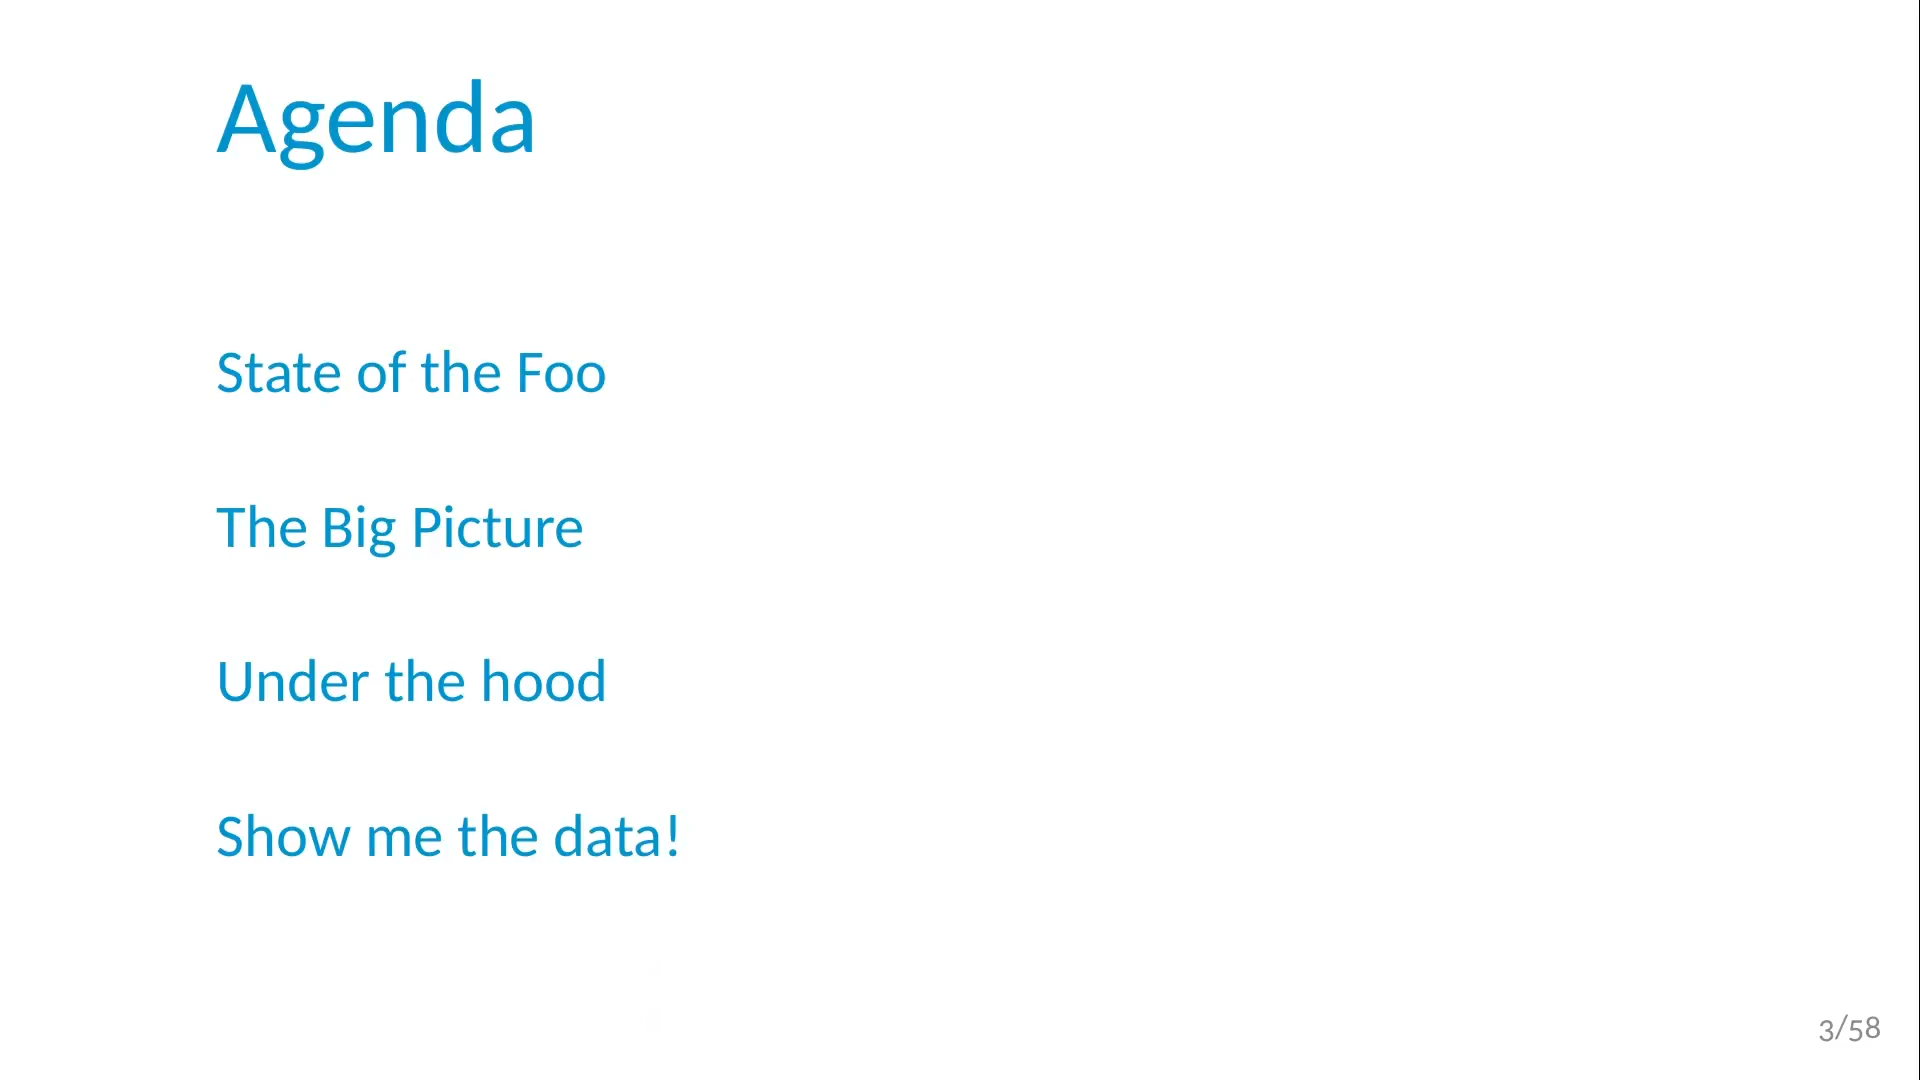 Agenda
State of the Foo
The Big Picture
Under the hood
Show me the data!
3/58